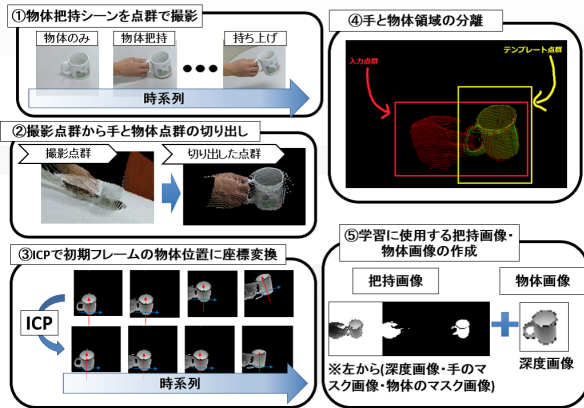 ①物体把持シーンを点群で撮影
物体のみ
物体把持
●●●
持ち上げ
時系列
②撮影点群から手と物体点群の切り出し
撮影点群
切り出した点群
③ICPで初期フレームの物体位置に座標変換
ICP
時系列
④手と物体領域の分離
テンプレート点群
入力点群
⑤学習に使用する把持画像・
物体画像の作成
把持画像
物体画像
深度画像
※左から(深度画像・手のマ
スク画像・物体のマスク画像)